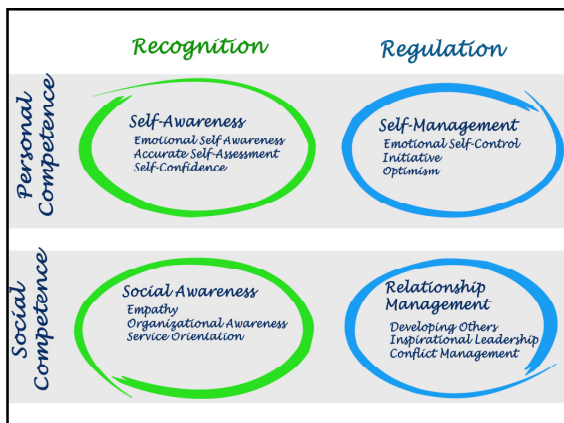 Recognition
Regulation
Personal
Competence
Self-Awareness
Emotional Self Awareness
Accurate Self-Assessment
Self-Confidence
Self-Management
Emotional Self-Control
Initiative
Optimism
Social
Competence
Social Awareness
Empathy
Organizational Awareness
Service Orientation
Relationship
Management
Developing Others
Inspirational Leadership
Conflict Management